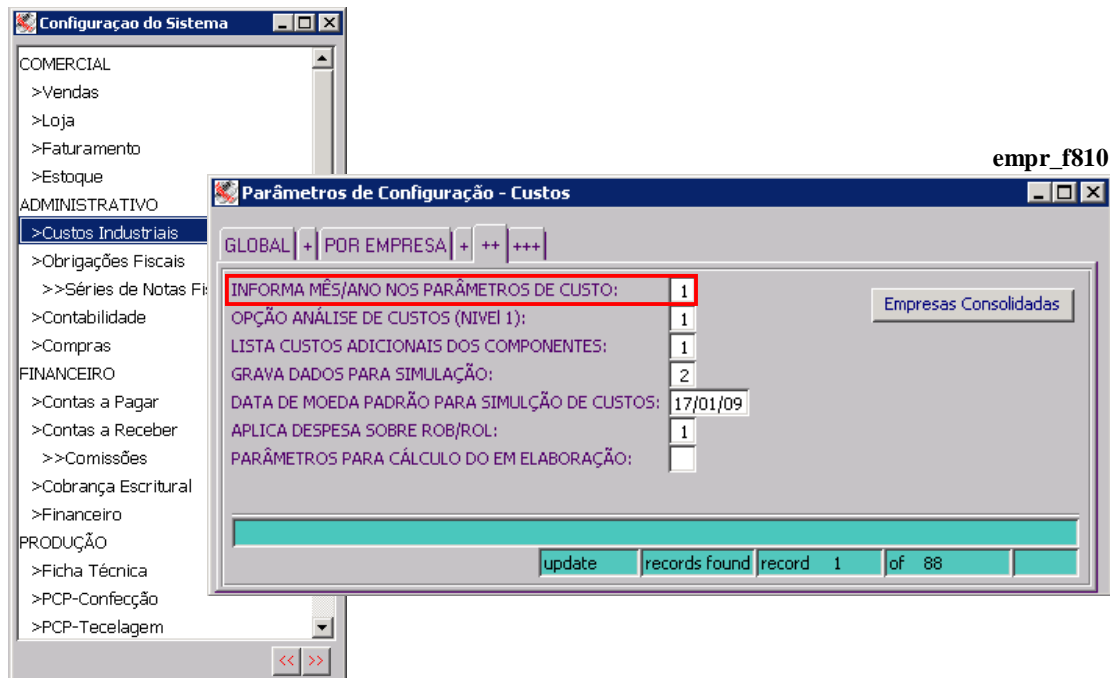 Configuraçao do Sistema
COMERCIAL
>Vendas
>Loja
>Faturamento
>Estoque
ADMINISTRATIVO
>Custos Industriais
>Obrigações Fiscais
>>Séries de Notas Fi
>Contabilidade
>Compras
FINANCEIRO
>Contas a Pagar
>Contas a Receber
>>Comissões
>Cobrança Escritural
>Financeiro
PRODUÇÃO
>Ficha Técnica
>PCP-Confecção
>PCP-Tecelagem
<< >>
empr_f810
Parâmetros de Configuração - Custos
GLOBAL + POR EMPRESA + ++ +++
INFORMA MÊS/ANO NOS PARÂMETROS DE CUSTO: 1
Empresas Consolidadas
OPÇÃO ANÁLISE DE CUSTOS (NIVEl 1): 1
LISTA CUSTOS ADICIONAIS DOS COMPONENTES: 1
GRAVA DADOS PARA SIMULAÇÃO: 2
DATA DE MOEDA PADRÃO PARA SIMULÇÃO DE CUSTOS: 17/01/09
APLICA DESPESA SOBRE ROB/ROL: 1
PARÂMETROS PARA CÁLCULO DO EM ELABORAÇÃO:
update records found record 1 of 88